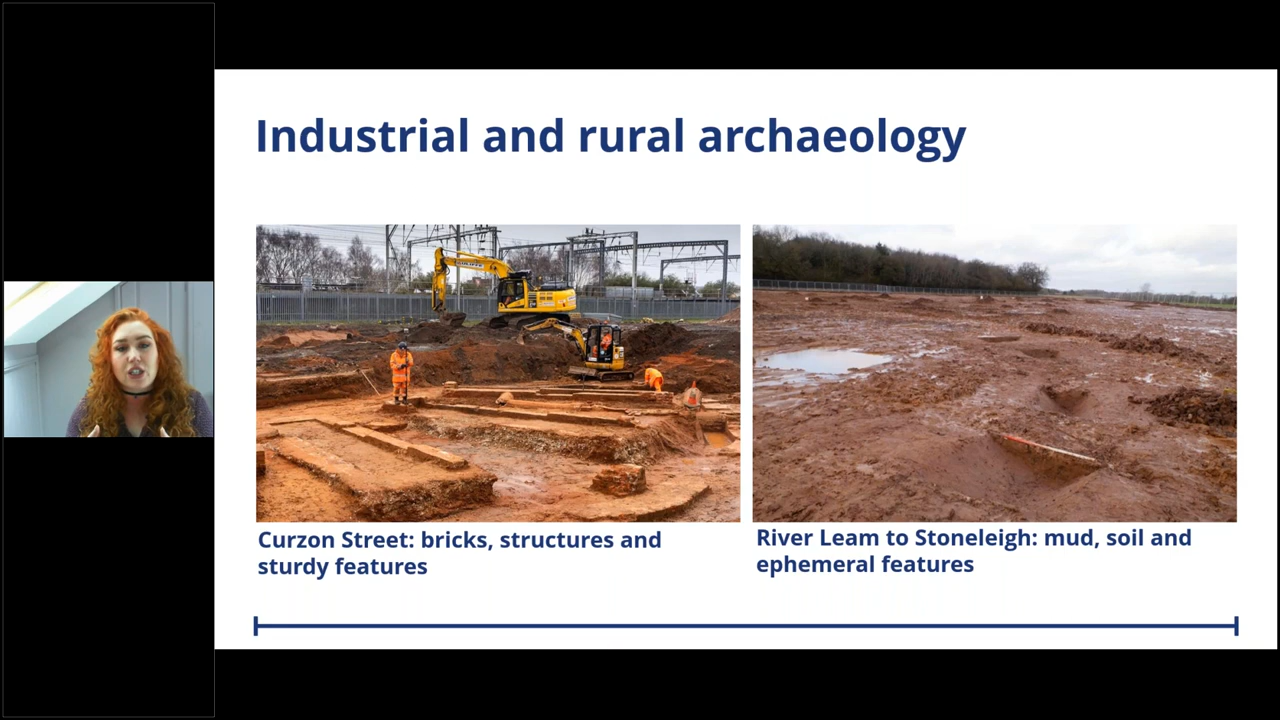 Industrial and rural archaeology
Curzon Street: bricks, structures and
sturdy features
River Leam to Stoneleigh: mud, soil and
ephemeral features